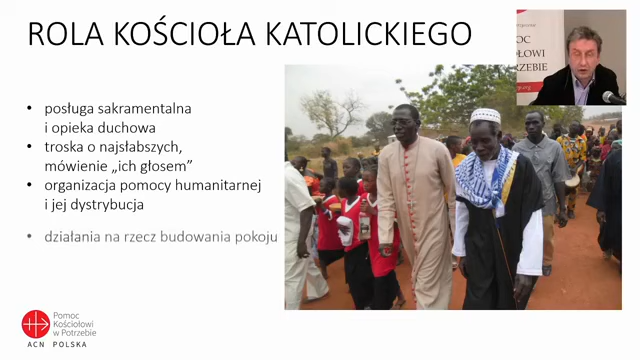 ROLA KOŚCIOŁA KATOLICKIEGO
• posługa sakramentalna
i opieka duchowa
• troska o najsłabszych,
mówienie „ich głosem”
• organizacja pomocy humanitarnej
i jej dystrybucja
• działania na rzecz budowania pokoju
Pomoc
Kościołowi
w Potrzebie
ACN POLSKA